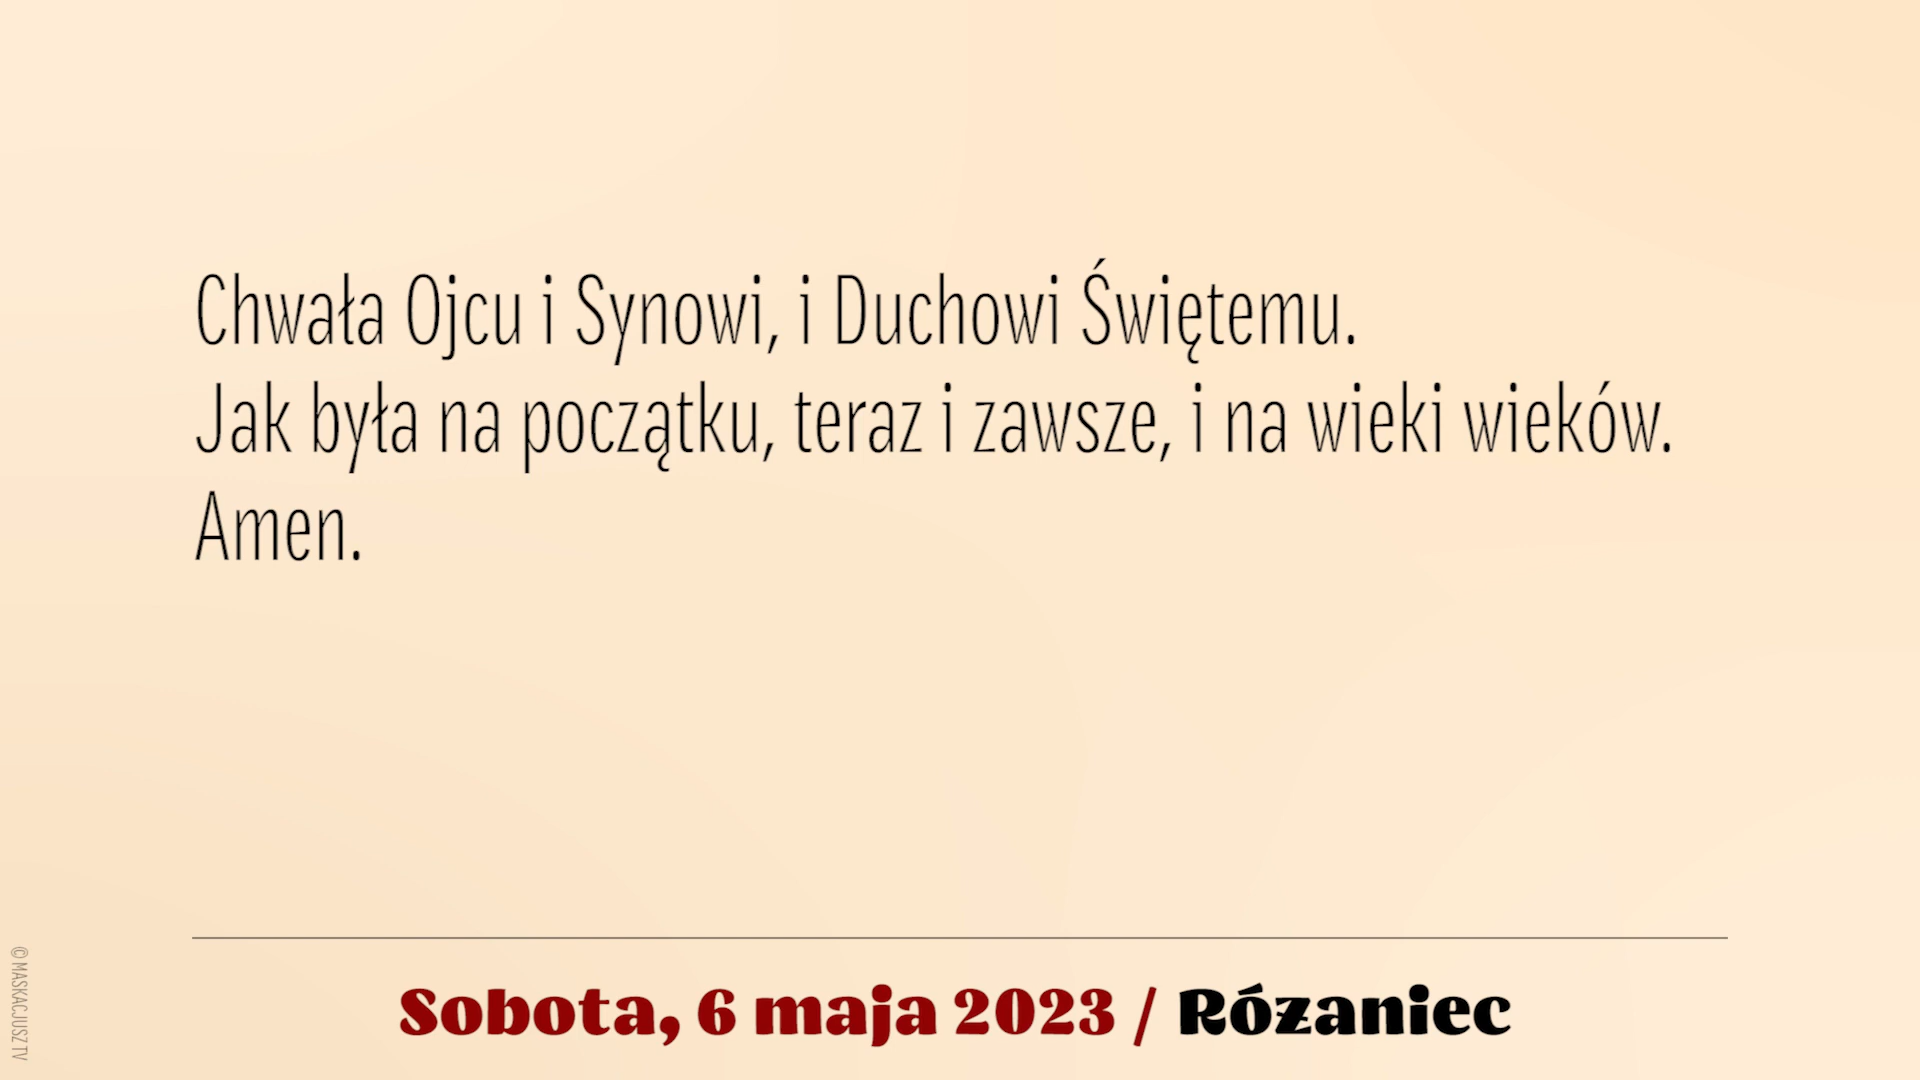 Chwała Ojcu i Synowi, i Duchowi Świętemu.
Jak była na początku, teraz i zawsze, i na wieki wieków.
Amen.
Sobota, 6 maja 2023 / Różaniec
© MASKACJUSZ TV